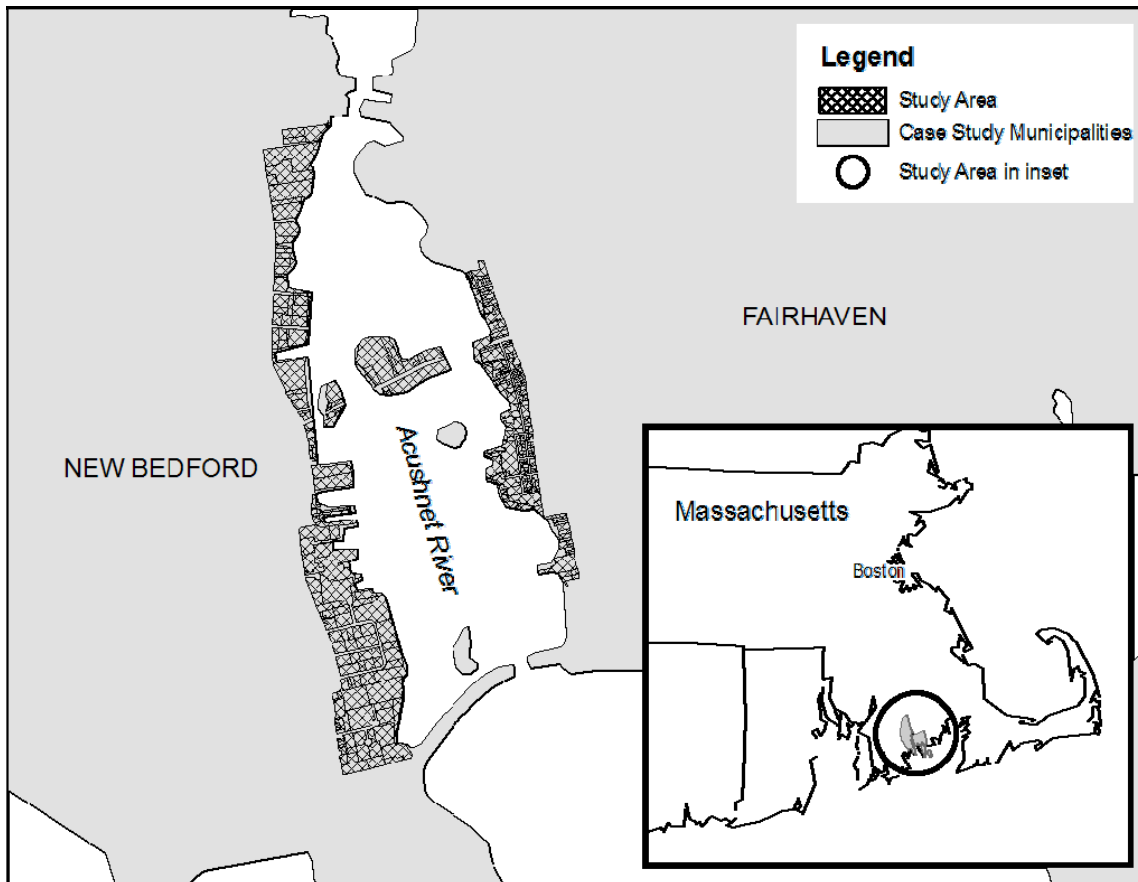 Legend
Study Area
Case Study Municipalities
Study Area in inset
FAIRHAVEN
NEW BEDFORD
Acushnet River
Massachusetts
Boston